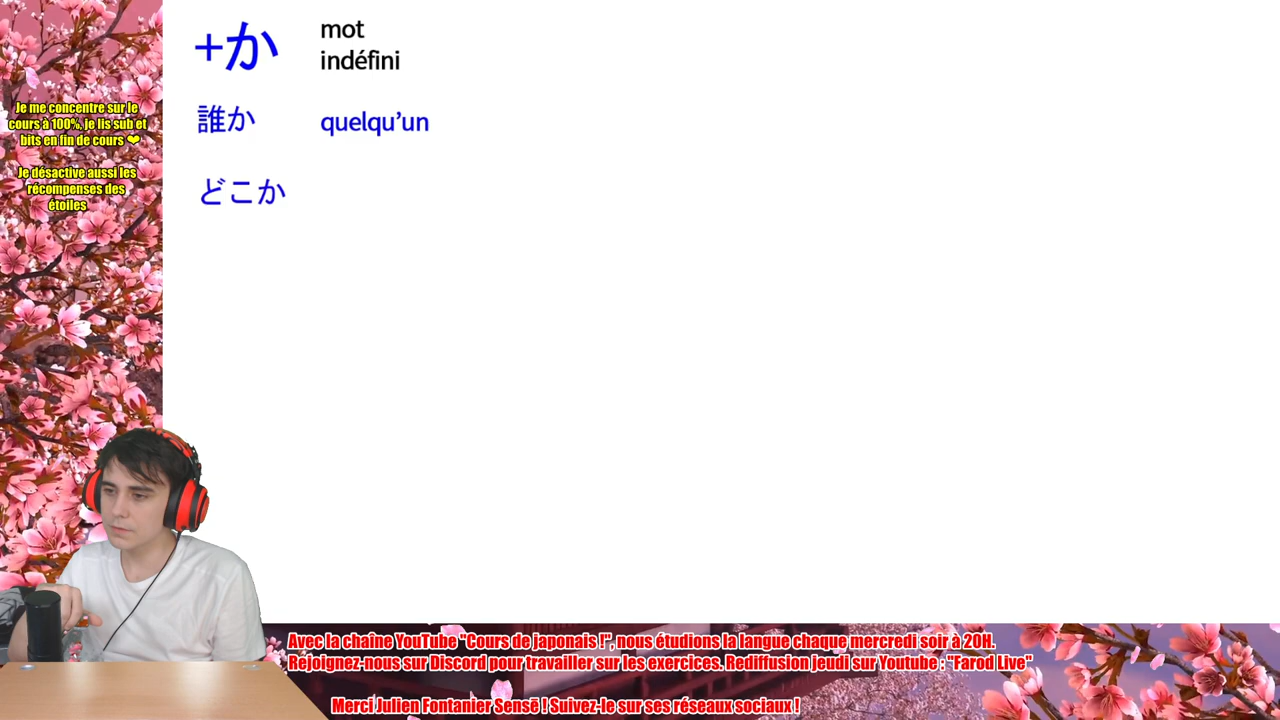 +か
mot
indéfini
誰か
quelqu'un
どこか
Je me concentre sur le
cours à 100%, je lis sub et
bits en fin de cours ❤
Je désactive aussi les
récompenses des
étoiles
Avec la chaîne YouTube "Cours de japonais !", nous étudions la langue chaque mercredi soir à 20H.
Rejoignez-nous sur Discord pour travailler sur les exercices. Rediffusion jeudi sur Youtube : "Farod Live"
Merci Julien Fontanier Sensē ! Suivez-le sur ses réseaux sociaux !